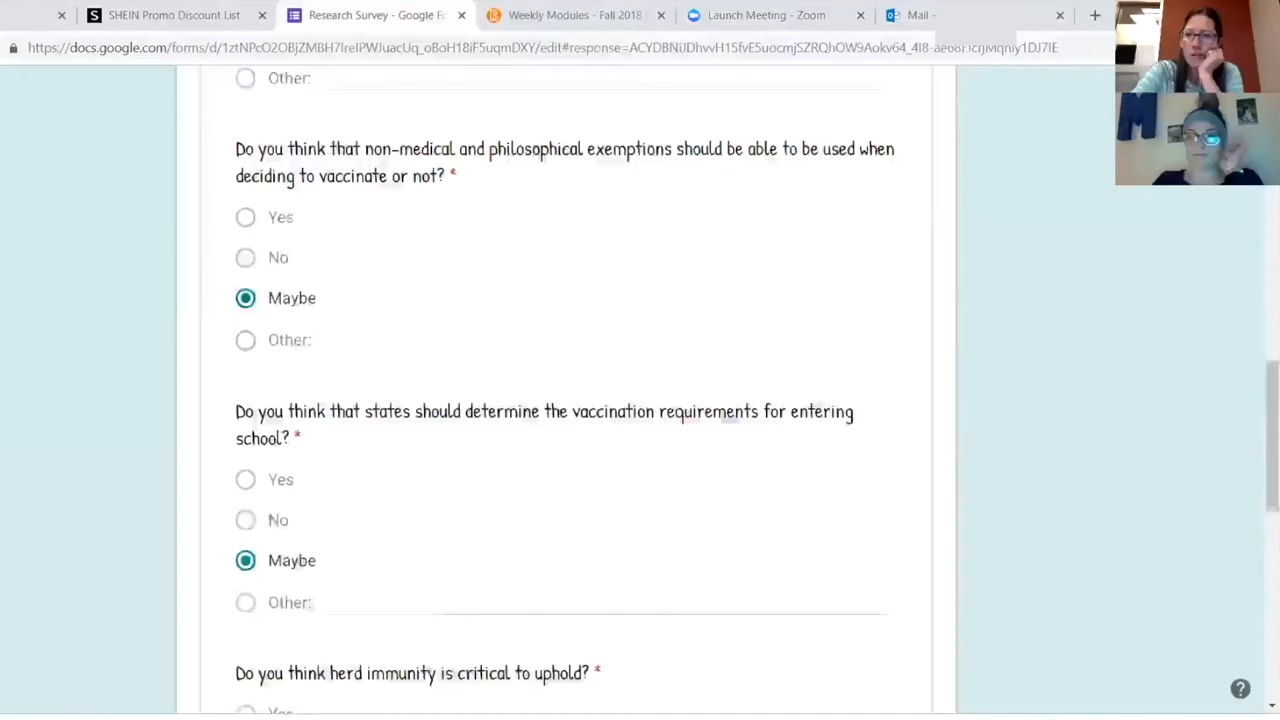 SHEIN Promo Discount List
Research Survey - Google Fo
Weekly Modules - Fall 2018
Launch Meeting - Zoom
Mail -
Other:
Do you think that non-medical and philosophical exemptions should be able to be used when
deciding to vaccinate or not? *
Yes
No
Maybe
Other:
Do you think that states should determine the vaccination requirements for entering
school? *
Yes
No
Maybe
Other:
Do you think herd immunity is critical to uphold? *
Yes